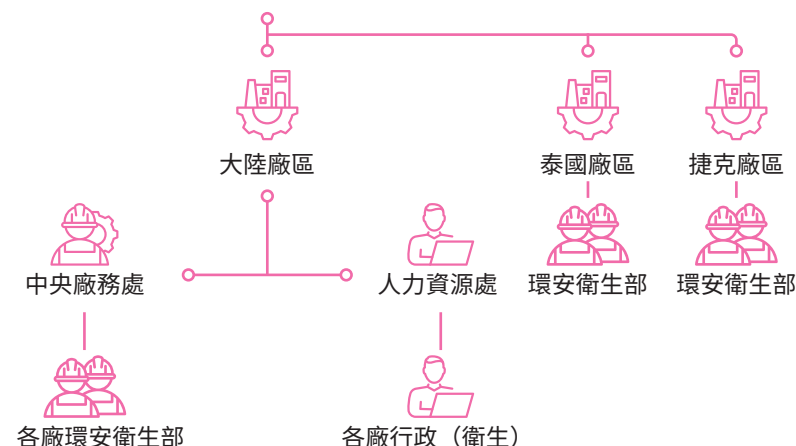 大陸廠區
泰國廠區
捷克廠區
中央廠務處
人力資源處
環安衛生部
環安衛生部
各廠環安衛生部
各廠行政（衛生）